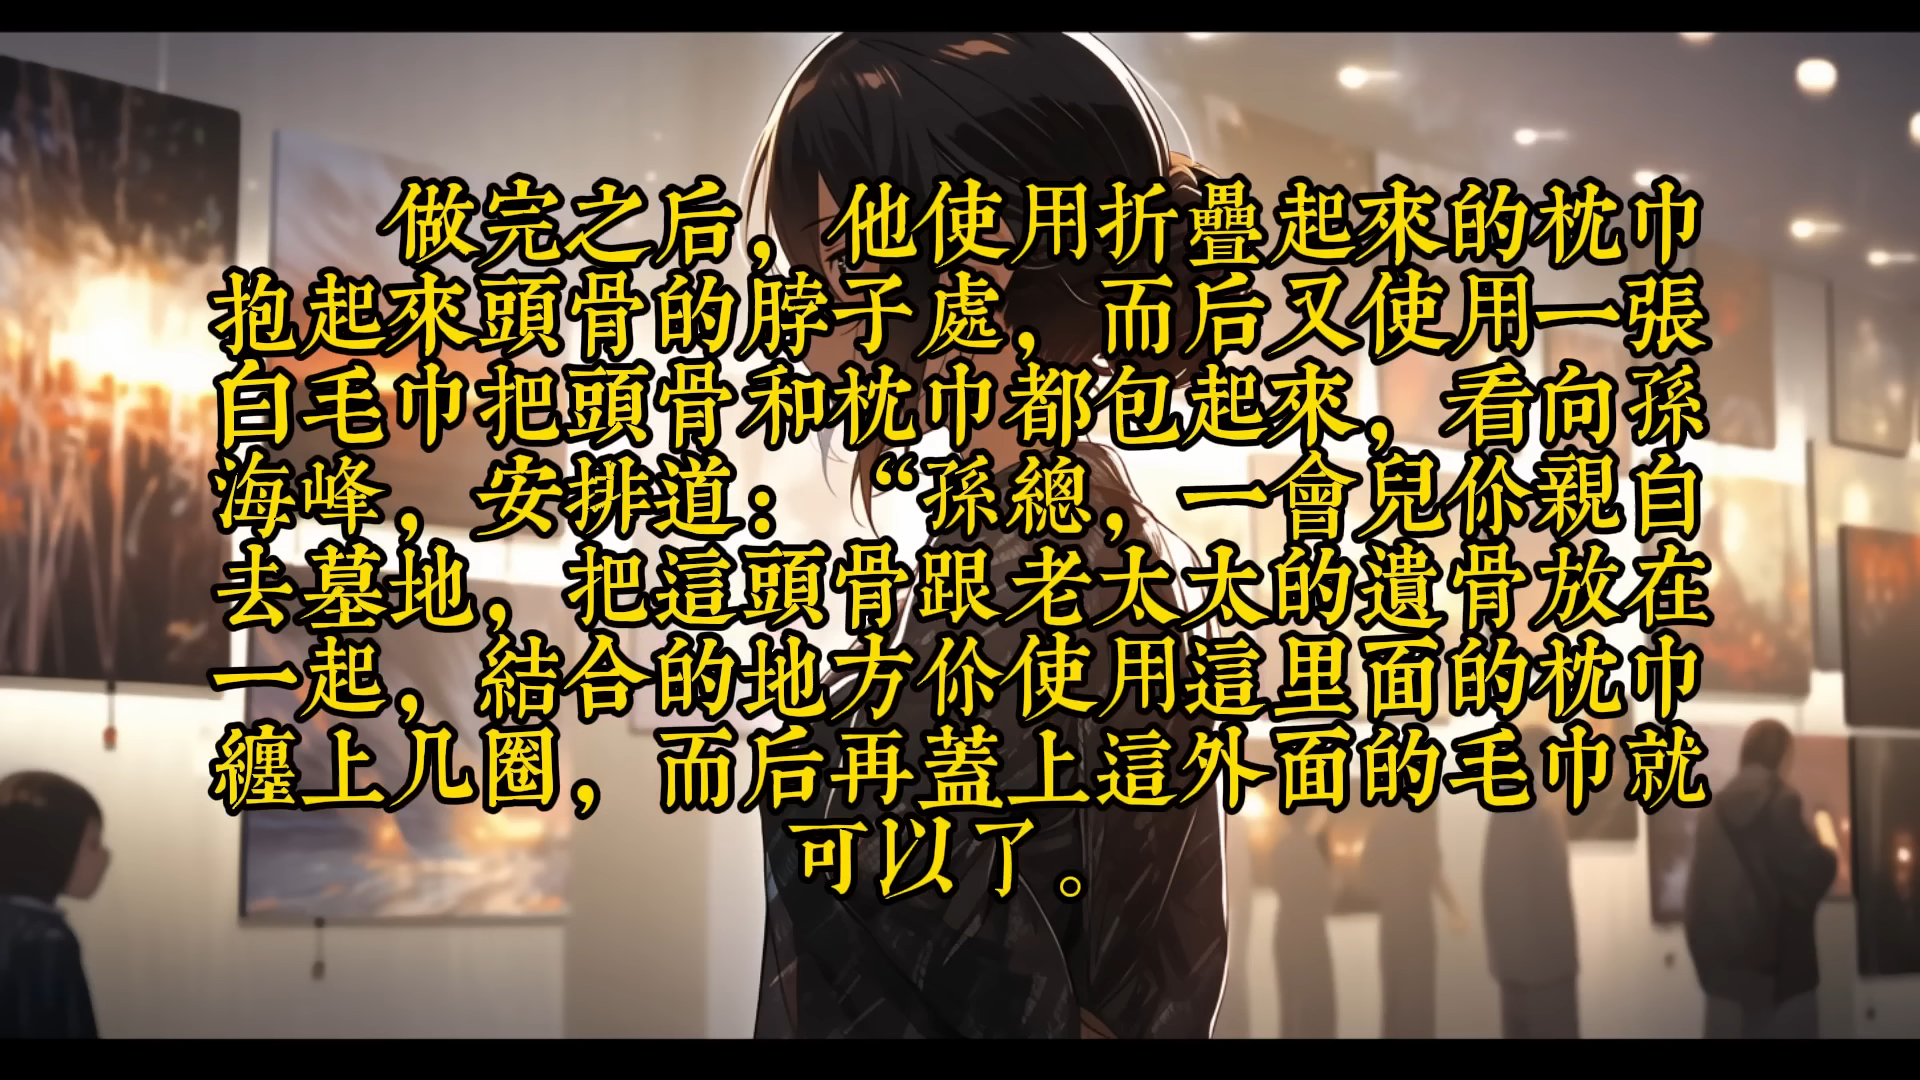 做完之后，他使用折疊起來的枕巾
抱起來頭骨的脖子處，而后又使用一張
白毛巾把頭骨和枕巾都包起來，看向孫
海峰，安排道：“孫總，一會兒你親自
去墓地，把這頭骨跟老太太的遺骨放在
一起，結合的地方你使用這里面的枕巾
纏上几圈，而后再蓋上這外面的毛巾就
可以了。